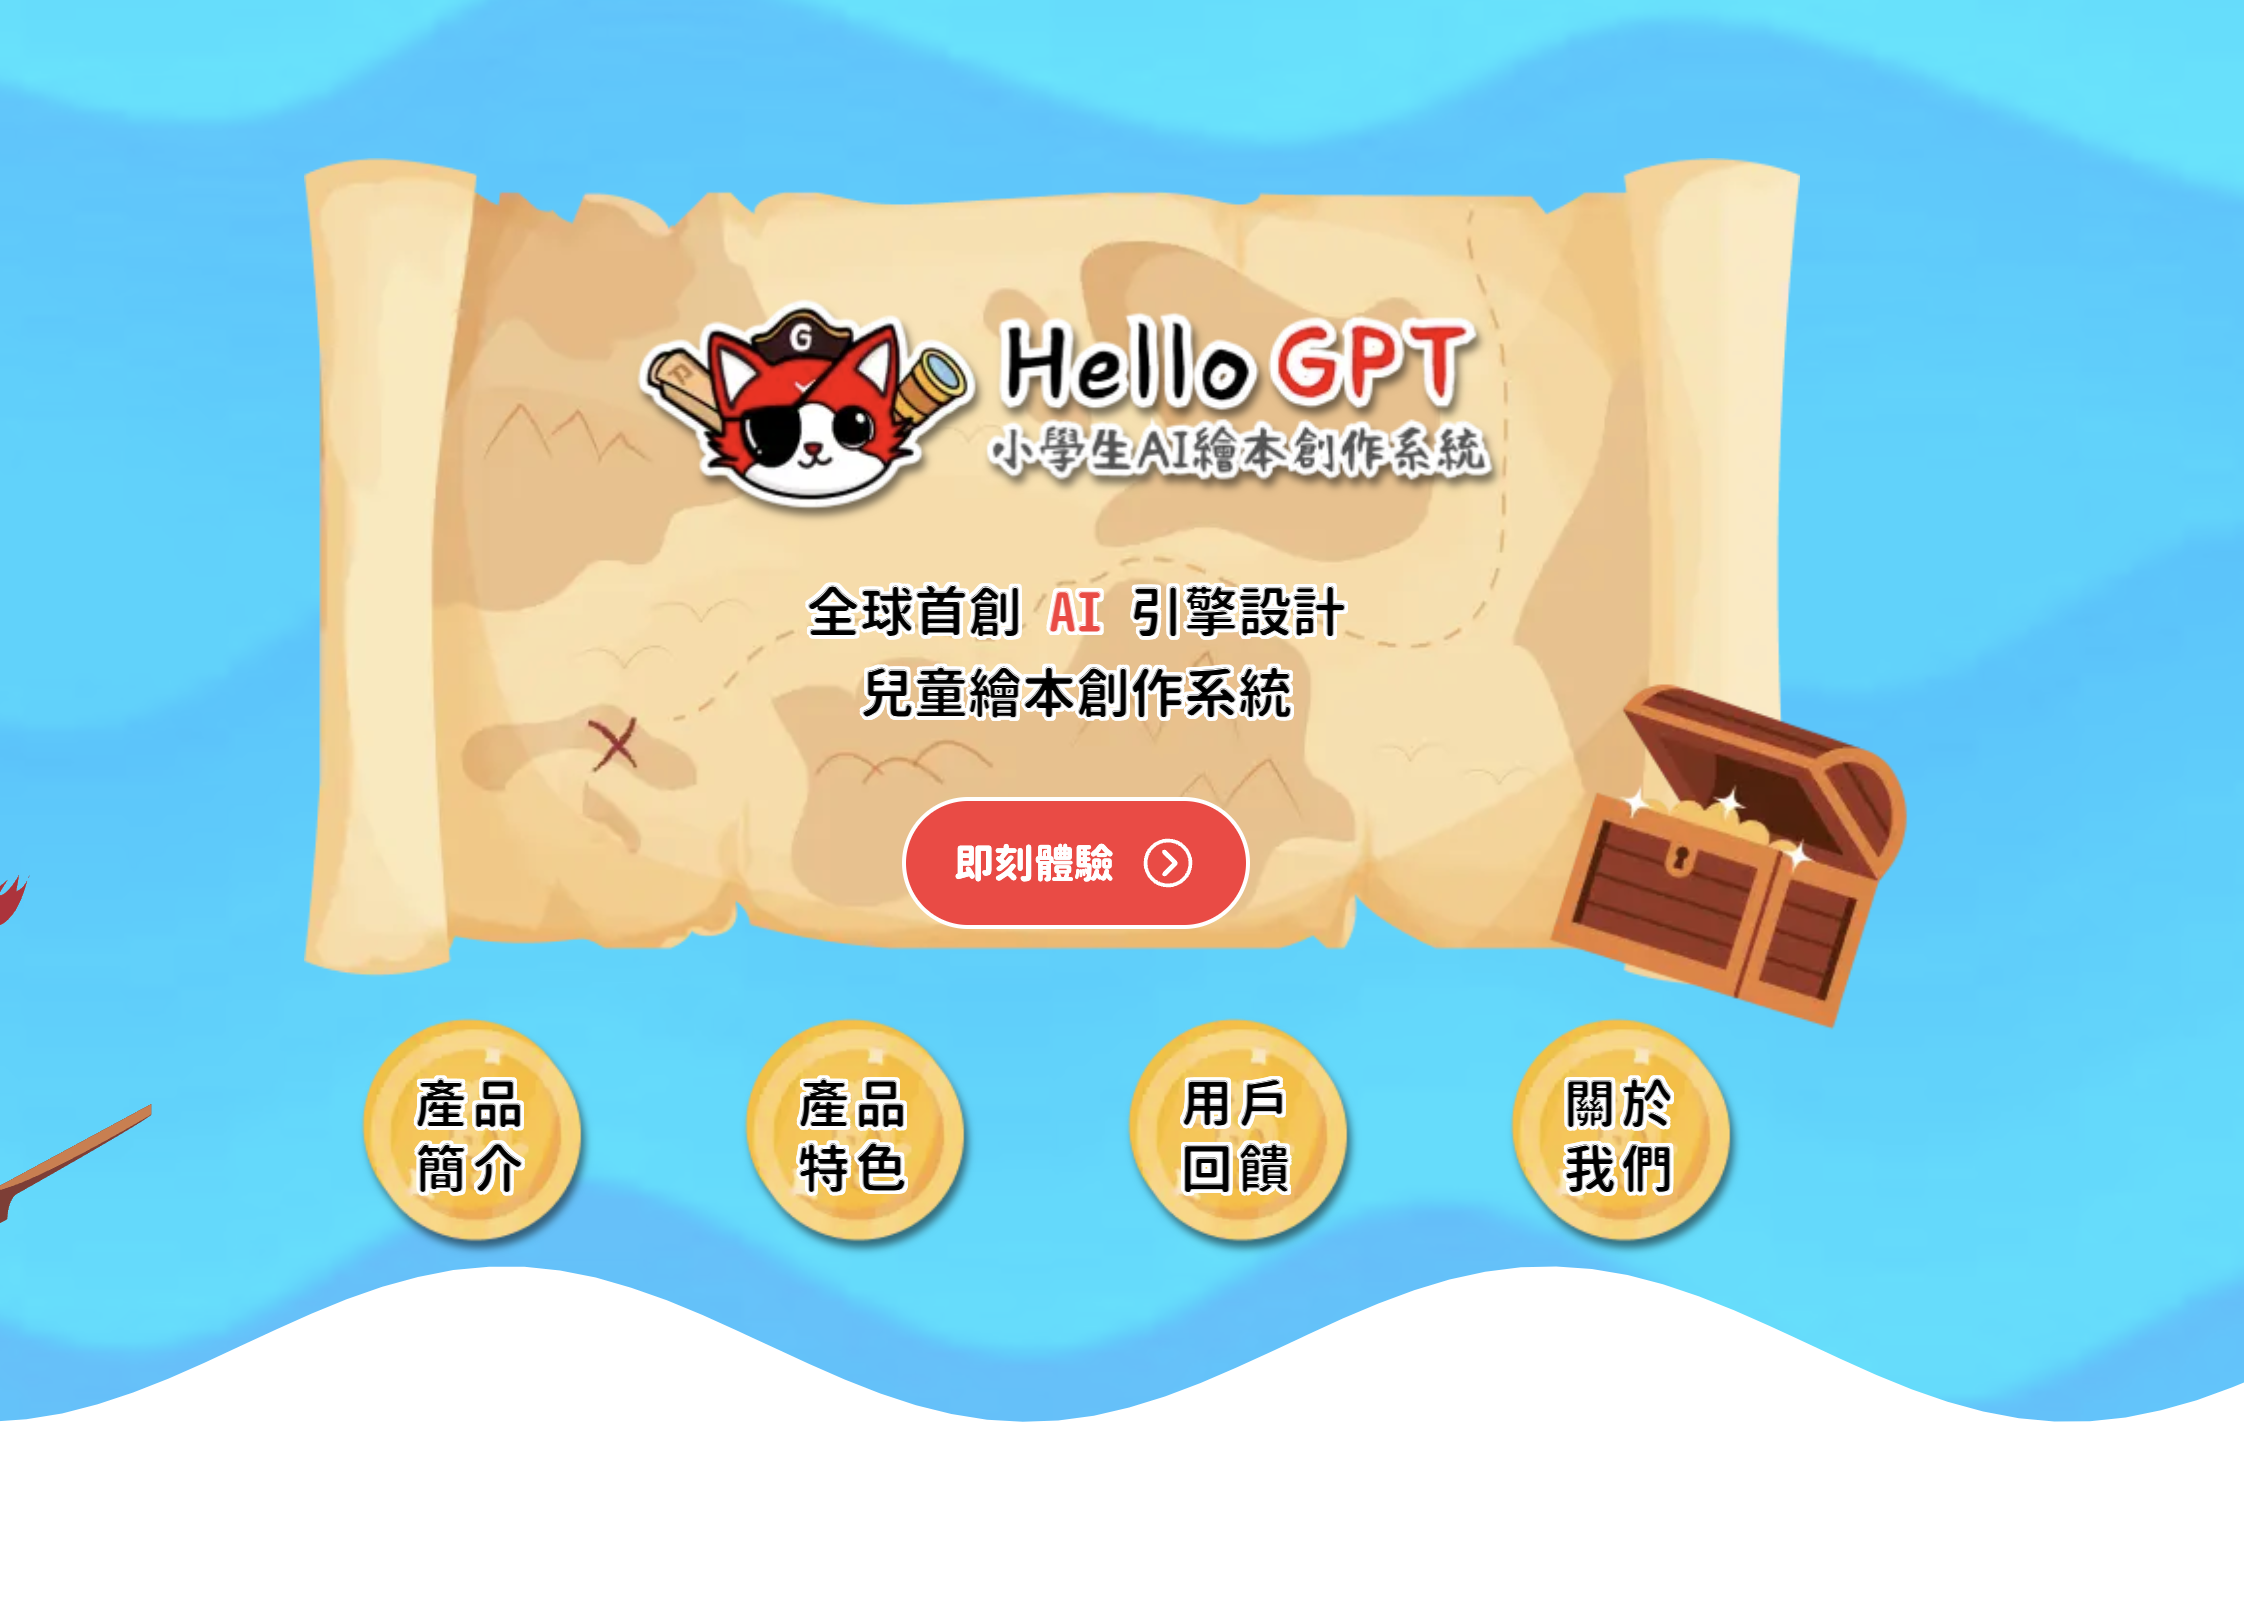 G
Hello GPT
小學生AI繪本創作系統
全球首創 AI 引擎設計
兒童繪本創作系統
即刻體驗
產品
簡介
產品
特色
用戶
回饋
關於
我們